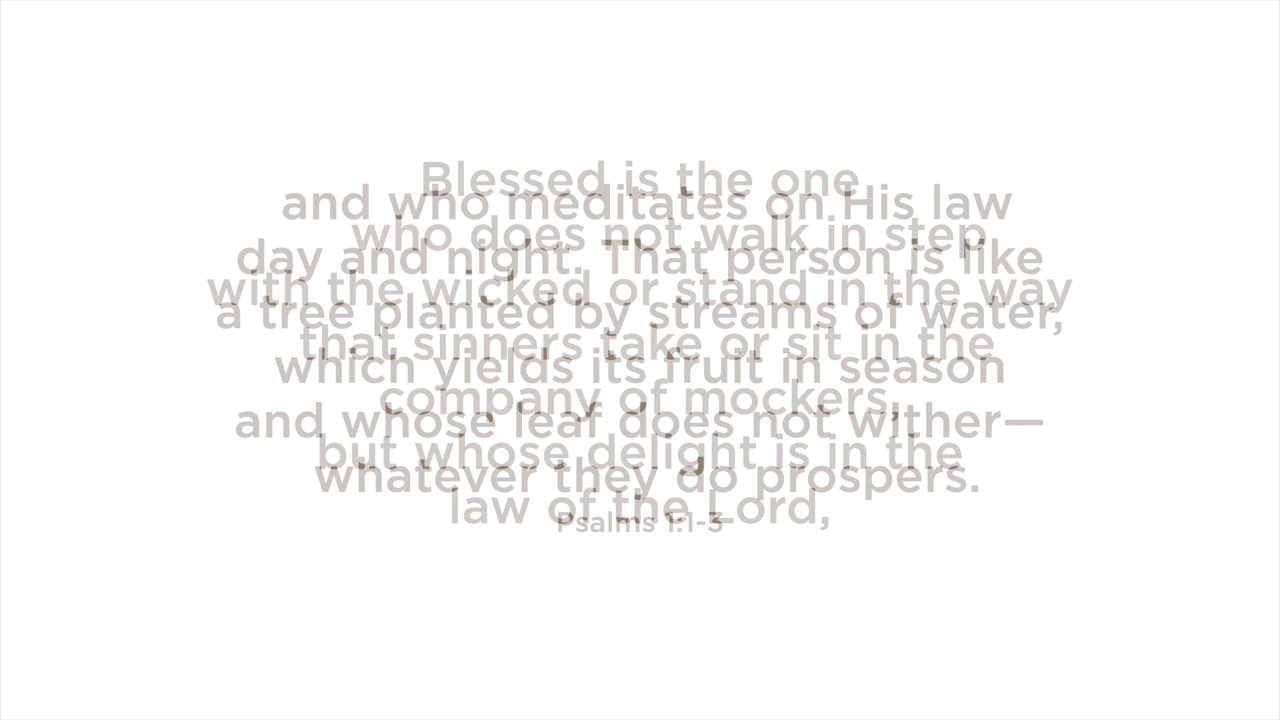 Blessed is the one
who does not walk in step
with the wicked or stand in the way
that sinners take or sit in the
company of mockers,
but whose delight is in the
law of the Lord,
and who meditates on His law
day and night. That person is like
a tree planted by streams of water,
which yields its fruit in season
and whose leaf does not wither—
whatever they do prospers.
Psalms 1:1-3